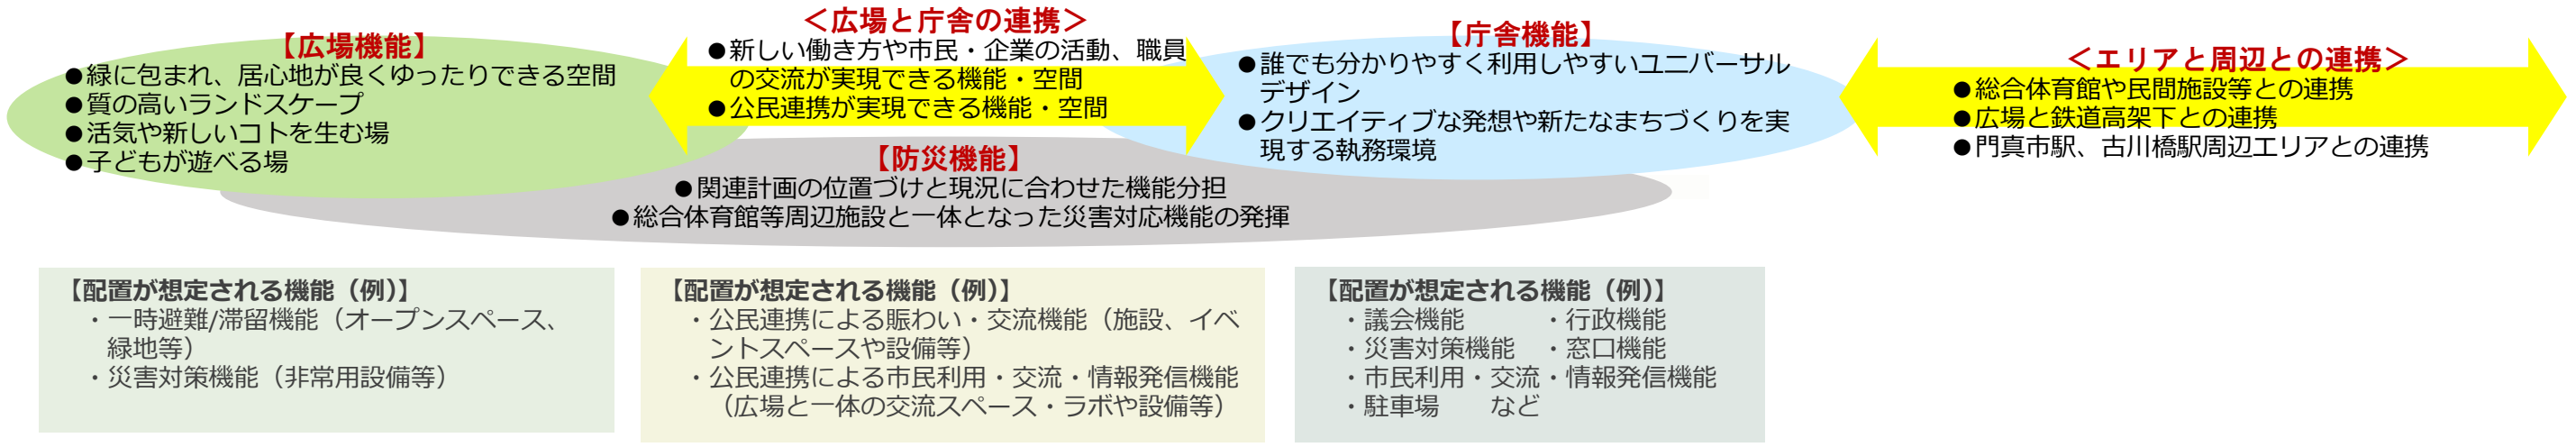 【広場機能】
●緑に包まれ、居心地が良くゆったりできる空間
●質の高いランドスケープ
●活気や新しいコトを生む場
●子どもが遊べる場
＜広場と庁舎の連携＞
●新しい働き方や市民・企業の活動、職員
の交流が実現できる機能・空間
●公民連携が実現できる機能・空間
【庁舎機能】
●誰でも分かりやすく利用しやすいユニバーサル
デザイン
●クリエイティブな発想や新たなまちづくりを実
現する執務環境
＜エリアと周辺との連携＞
●総合体育館や民間施設等との連携
●広場と鉄道高架下との連携
●門真市駅、古川橋駅周辺エリアとの連携
【防災機能】
●関連計画の位置づけと現況に合わせた機能分担
●総合体育館等周辺施設と一体となった災害対応機能の発揮
【配置が想定される機能（例）】
・一時避難/滞留機能（オープンスペース、
緑地等）
・災害対策機能（非常用設備等）
【配置が想定される機能（例）】
・公民連携による賑わい・交流機能（施設、イベ
ントスペースや設備等）
・公民連携による市民利用・交流・情報発信機能
（広場と一体の交流スペース・ラボや設備等）
【配置が想定される機能（例）】
・議会機能　・行政機能
・災害対策機能　・窓口機能
・市民利用・交流・情報発信機能
・駐車場　など